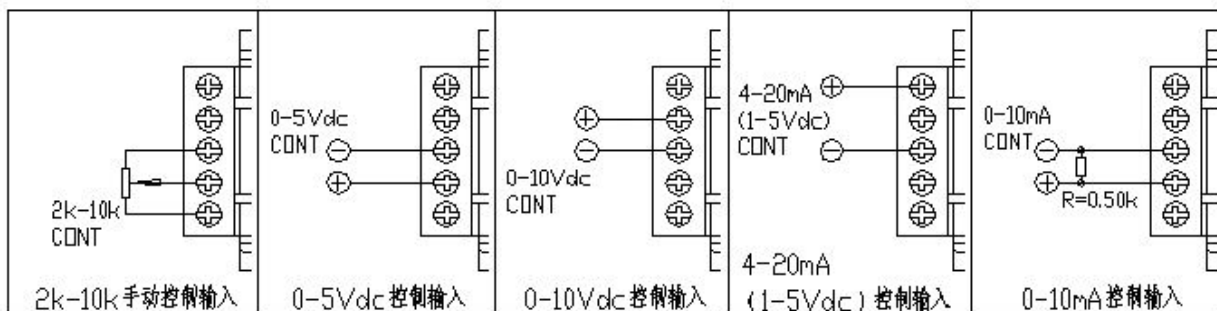 2k-10k
CONT
2k-10k手动控制输入
0-5Vdc
CONT
0-5Vdc控制输入
0-10Vdc
CONT
0-10Vdc控制输入
4-20mA
(1-5Vdc)
CONT
4-20mA
(1-5Vdc)控制输入
0-10mA
CONT
R=0.50k
0-10mA控制输入